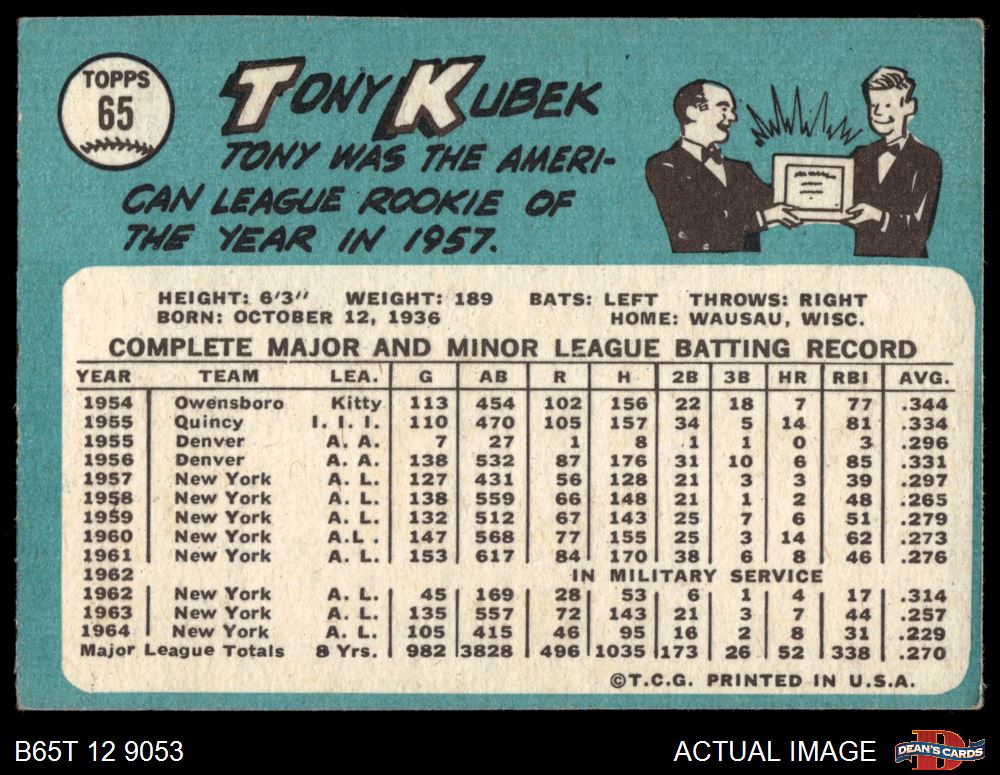 TOPPS
65
TONY KUBEK
TONY WAS THE AMERI-
CAN LEAGUE ROOKIE OF
THE YEAR IN 1957.
HEIGHT: 6'3" WEIGHT: 189 BATS: LEFT THROWS: RIGHT
BORN: OCTOBER 12, 1936 HOME: WAUSAU, WISC.
COMPLETE MAJOR AND MINOR LEAGUE BATTING RECORD
YEAR TEAM LEA. G AB R H 2B 3B HR RBI AVG.
1954 Owensboro Kitty 113 454 102 156 22 18 7 77 .344
1955 Quincy I. I. I. 110 470 105 157 34 5 14 81 .334
1955 Denver A. A. 7 27 1 8 1 1 0 3 .296
1956 Denver A. A. 138 532 87 176 31 10 6 85 .331
1957 New York A. L. 127 431 56 128 21 3 3 39 .297
1958 New York A. L. 138 559 66 148 21 1 2 48 .265
1959 New York A. L. 132 512 67 143 25 7 6 51 .279
1960 New York A.L. 147 568 77 155 25 3 14 62 .273
1961 New York A. L. 153 617 84 170 38 6 8 46 .276
1962 IN MILITARY SERVICE
1962 New York A. L. 45 169 28 53 6 1 4 17 .314
1963 New York A. L. 135 557 72 143 21 3 7 44 .257
1964 New York A. L. 105 415 46 95 16 2 8 31 .229
Major League Totals 8 Yrs. 982 3828 496 1035 173 26 52 338 .270
©T.C.G. PRINTED IN U.S.A.
B65T 12 9053 ACTUAL IMAGE DEAN'S CARDS